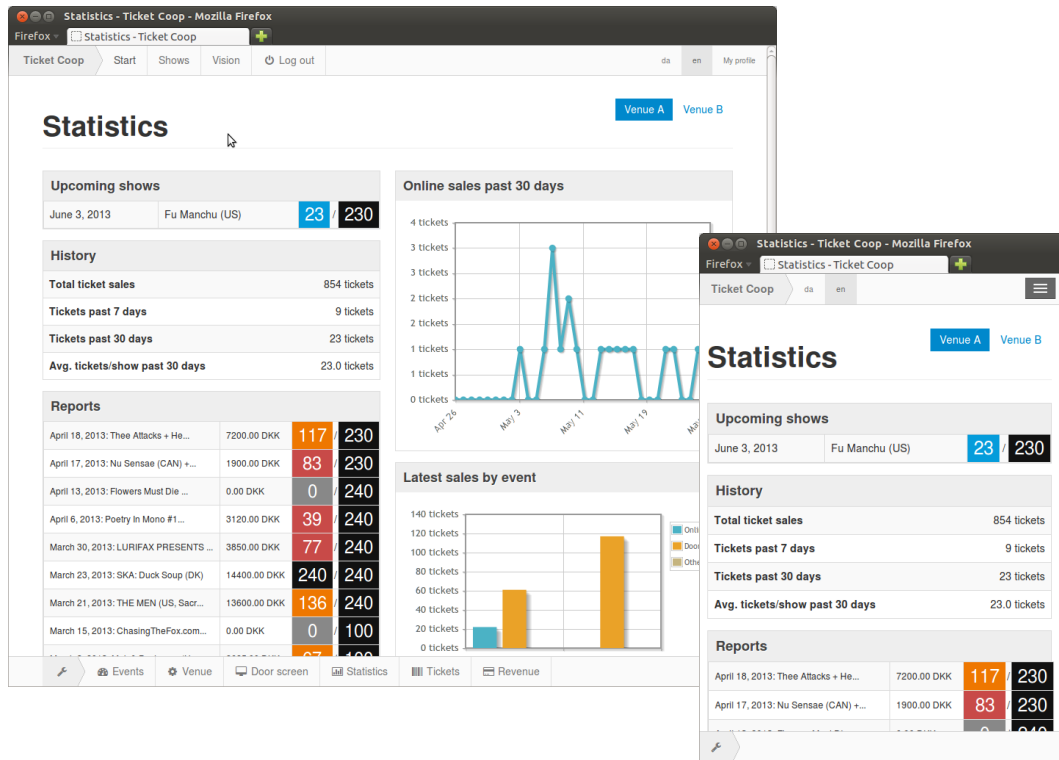 Statistics - Ticket Coop - Mozilla Firefox
Firefox Statistics - Ticket Coop
Ticket Coop Start Shows Vision Log out da en My profile
Venue A Venue B
Statistics
Upcoming shows
June 3, 2013 Fu Manchu (US) 23 / 230
History
Total ticket sales 854 tickets
Tickets past 7 days 9 tickets
Tickets past 30 days 23 tickets
Avg. tickets/show past 30 days 23.0 tickets
Reports
April 18, 2013: Thee Attacks + He... 7200.00 DKK 117 / 230
April 17, 2013: Nu Sensae (CAN) +... 1900.00 DKK 83 / 230
April 13, 2013: Flowers Must Die ... 0.00 DKK 0 / 240
April 6, 2013: Poetry In Mono #1... 3120.00 DKK 39 / 240
March 30, 2013: LURIFAX PRESENTS ... 3850.00 DKK 77 / 240
March 23, 2013: SKA: Duck Soup (DK) 14400.00 DKK 240 / 240
March 21, 2013: THE MEN (US, Sacr... 13600.00 DKK 136 / 240
March 15, 2013: ChasingTheFox.com... 0.00 DKK 0 / 100
Online sales past 30 days
4 tickets
3 tickets
3 tickets
2 tickets
1 tickets
1 tickets
0 tickets
Apr 26 May 3 May 11 May 19
Latest sales by event
140 tickets
120 tickets
100 tickets
80 tickets
60 tickets
40 tickets
20 tickets
0 tickets
Events Venue Door screen Statistics Tickets Revenue
Statistics - Ticket Coop - Mozilla Firefox
Firefox Statistics - Ticket Coop
Ticket Coop da en
Venue A Venue B
Statistics
Upcoming shows
June 3, 2013 Fu Manchu (US) 23 / 230
History
Total ticket sales 854 tickets
Tickets past 7 days 9 tickets
Tickets past 30 days 23 tickets
Avg. tickets/show past 30 days 23.0 tickets
Reports
April 18, 2013: Thee Attacks + He... 7200.00 DKK 117 / 230
April 17, 2013: Nu Sensae (CAN) +... 1900.00 DKK 83 / 230